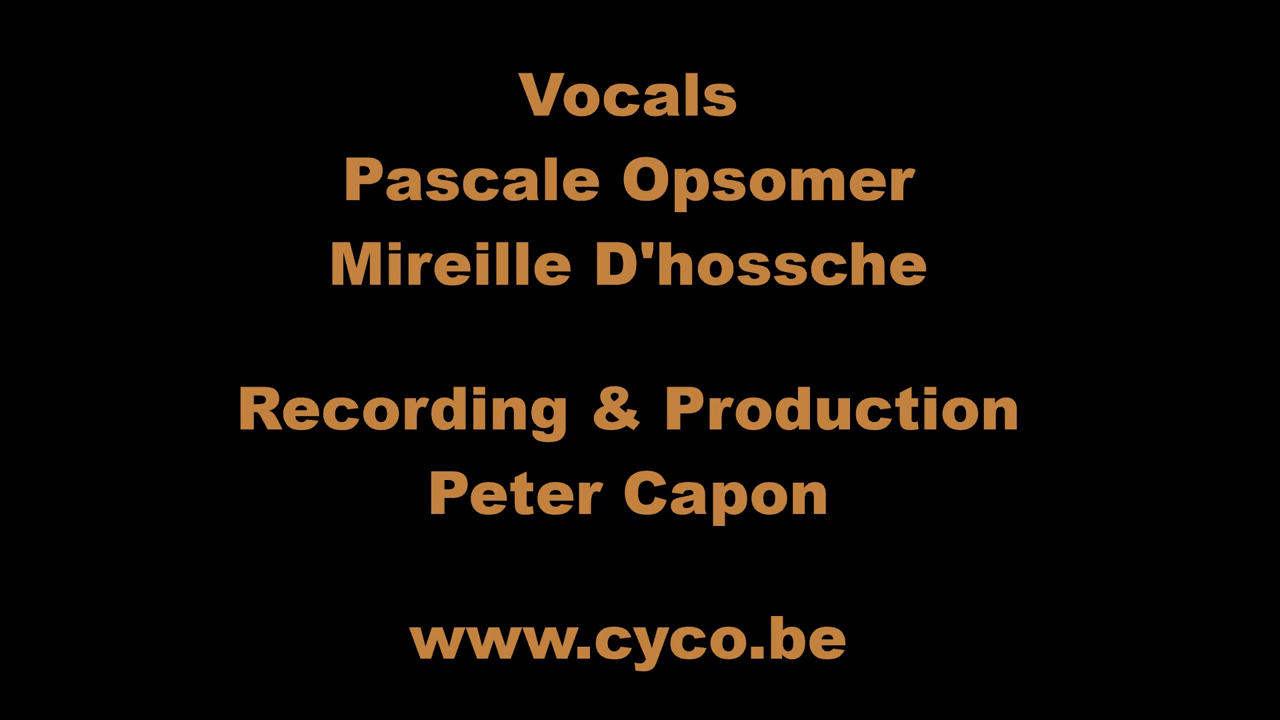 Vocals
Pascale Opsomer
Mireille D'hossche
Recording & Production
Peter Capon
www.cyco.be